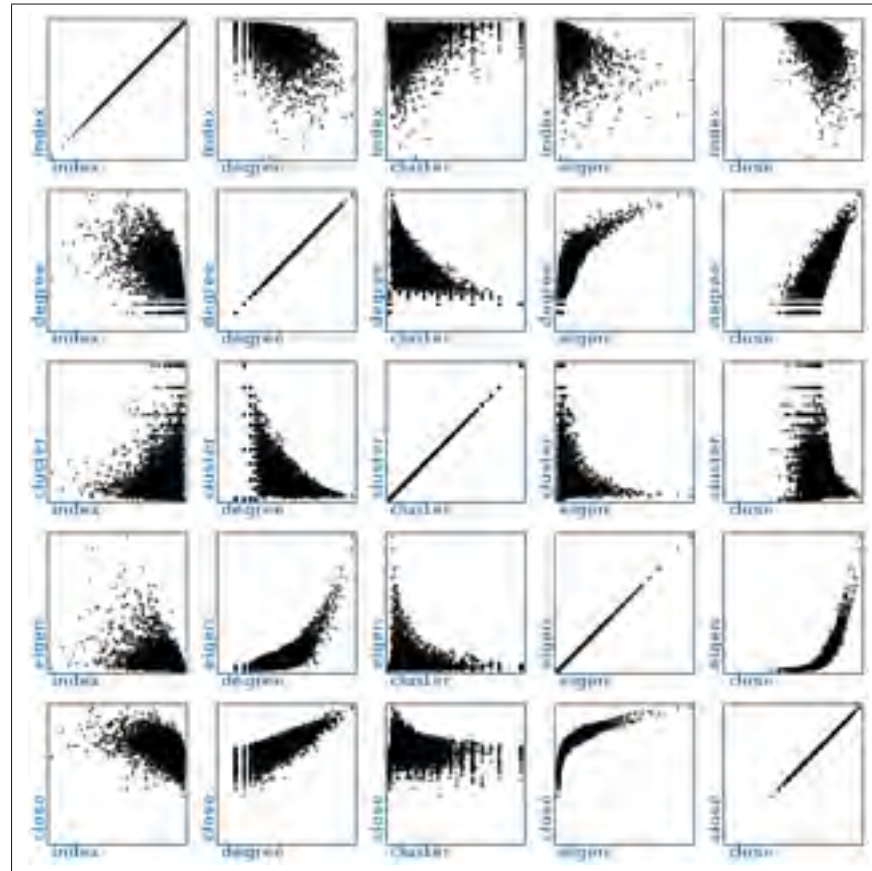 index index index index index
index degree cluster eigen close
degree degree degree degree degree
index degree cluster eigen close
cluster cluster cluster cluster cluster
index degree cluster eigen close
eigen eigen eigen eigen eigen
index degree cluster eigen close
close close close close close
index degree cluster eigen close